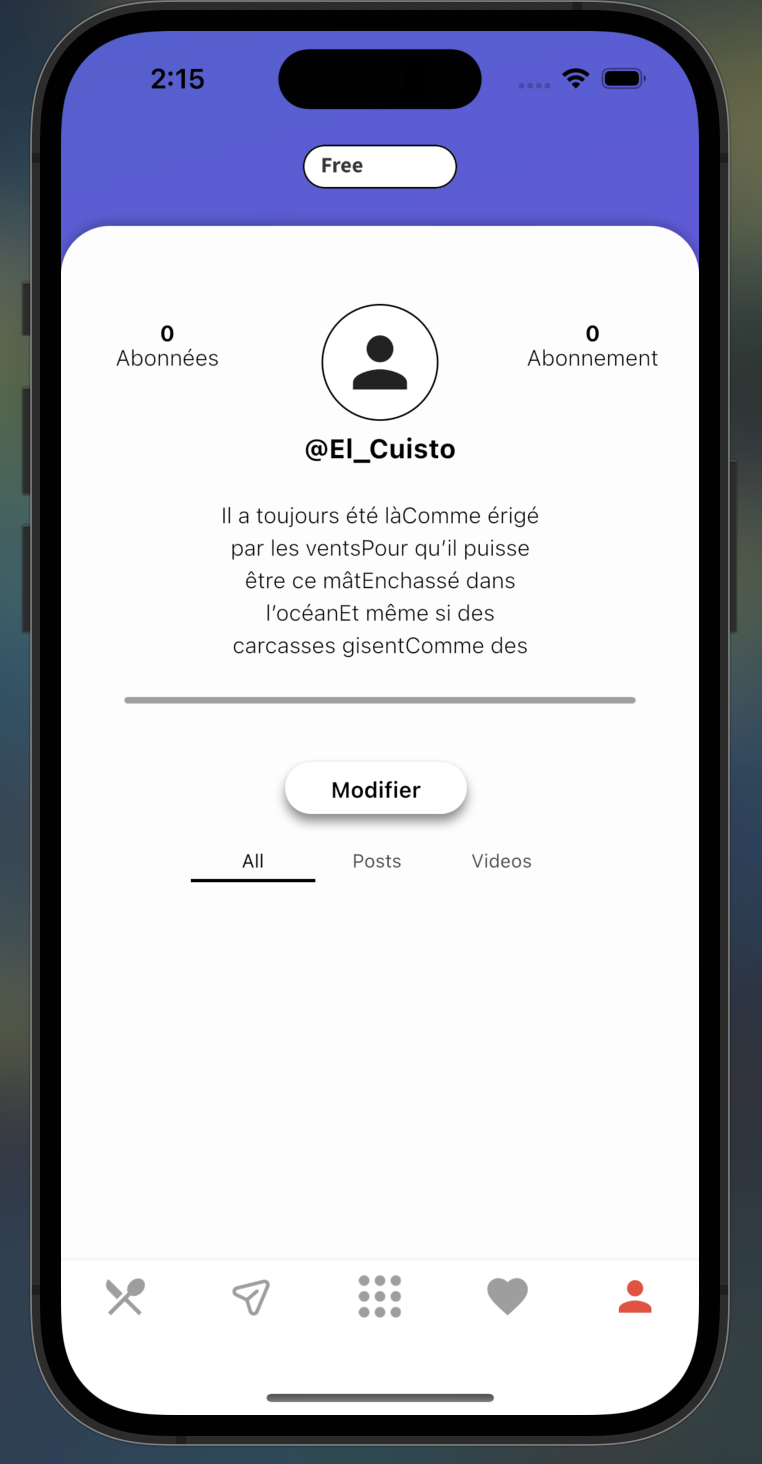 2:15
Free
0
Abonnées
0
Abonnement
@El_Cuisto
Il a toujours été làComme érigé
par les ventsPour qu’il puisse
être ce mâtEnchassé dans
l’océanEt même si des
carcasses gisentComme des
Modifier
All Posts Videos